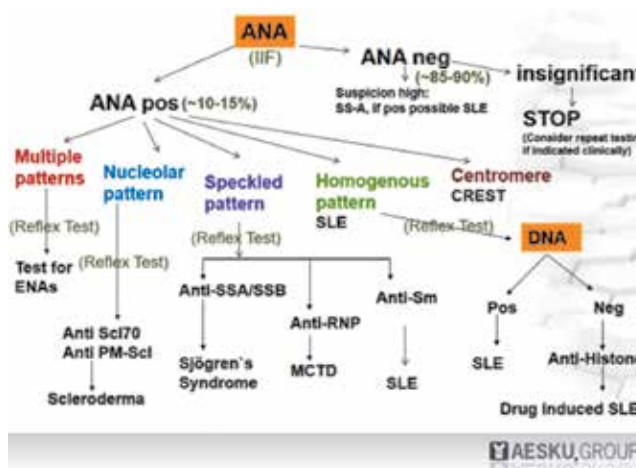 ANA
(IIF)
ANA neg
(~85-90%)
Suspicion high:
SS-A, if pos possible SLE
insignificant
STOP
(Consider repeat testin
if indicated clinically)
ANA pos (~10-15%)
Multiple
patterns
Nucleolar
pattern
Speckled
pattern
Homogenous
pattern
SLE
Centromere
CREST
(Reflex Test)
(Reflex Test)
(Reflex Test)
(Reflex Test)
DNA
Test for
ENAs
Anti-SSA/SSB
Anti-RNP
Anti-Sm
Pos
Neg
Anti Scl70
Anti PM-Scl
Sjögren`s
Syndrome
MCTD
SLE
SLE
Anti-Histone
Scleroderma
Drug Induced SLE
AESKU,GROUP